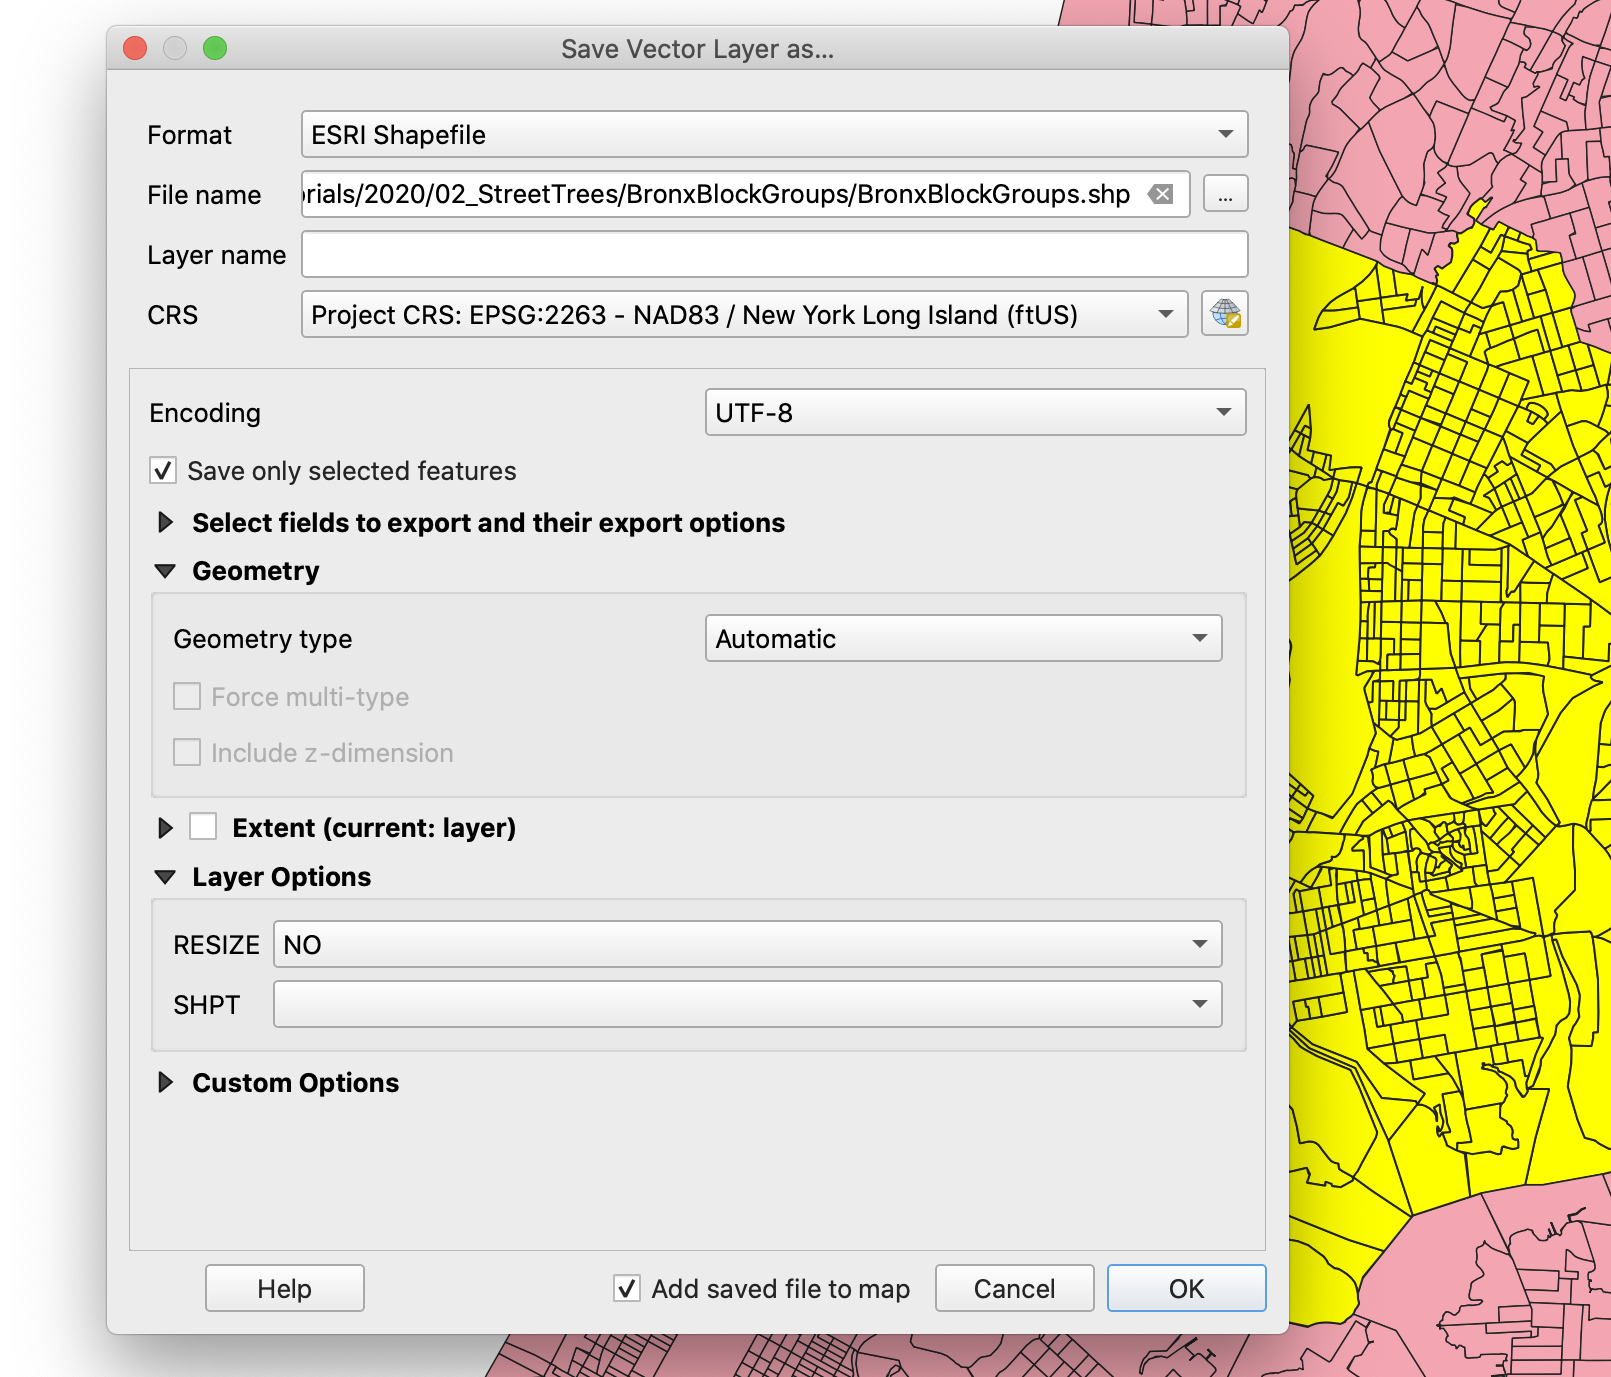 Save Vector Layer as...
Format ESRI Shapefile
File name rials/2020/02_StreetTrees/BronxBlockGroups/BronxBlockGroups.shp ...
Layer name
CRS Project CRS: EPSG:2263 - NAD83 / New York Long Island (ftUS)
Encoding UTF-8
Save only selected features
Select fields to export and their export options
Geometry
Geometry type Automatic
Force multi-type
Include z-dimension
Extent (current: layer)
Layer Options
RESIZE NO
SHPT
Custom Options
Help Add saved file to map Cancel OK